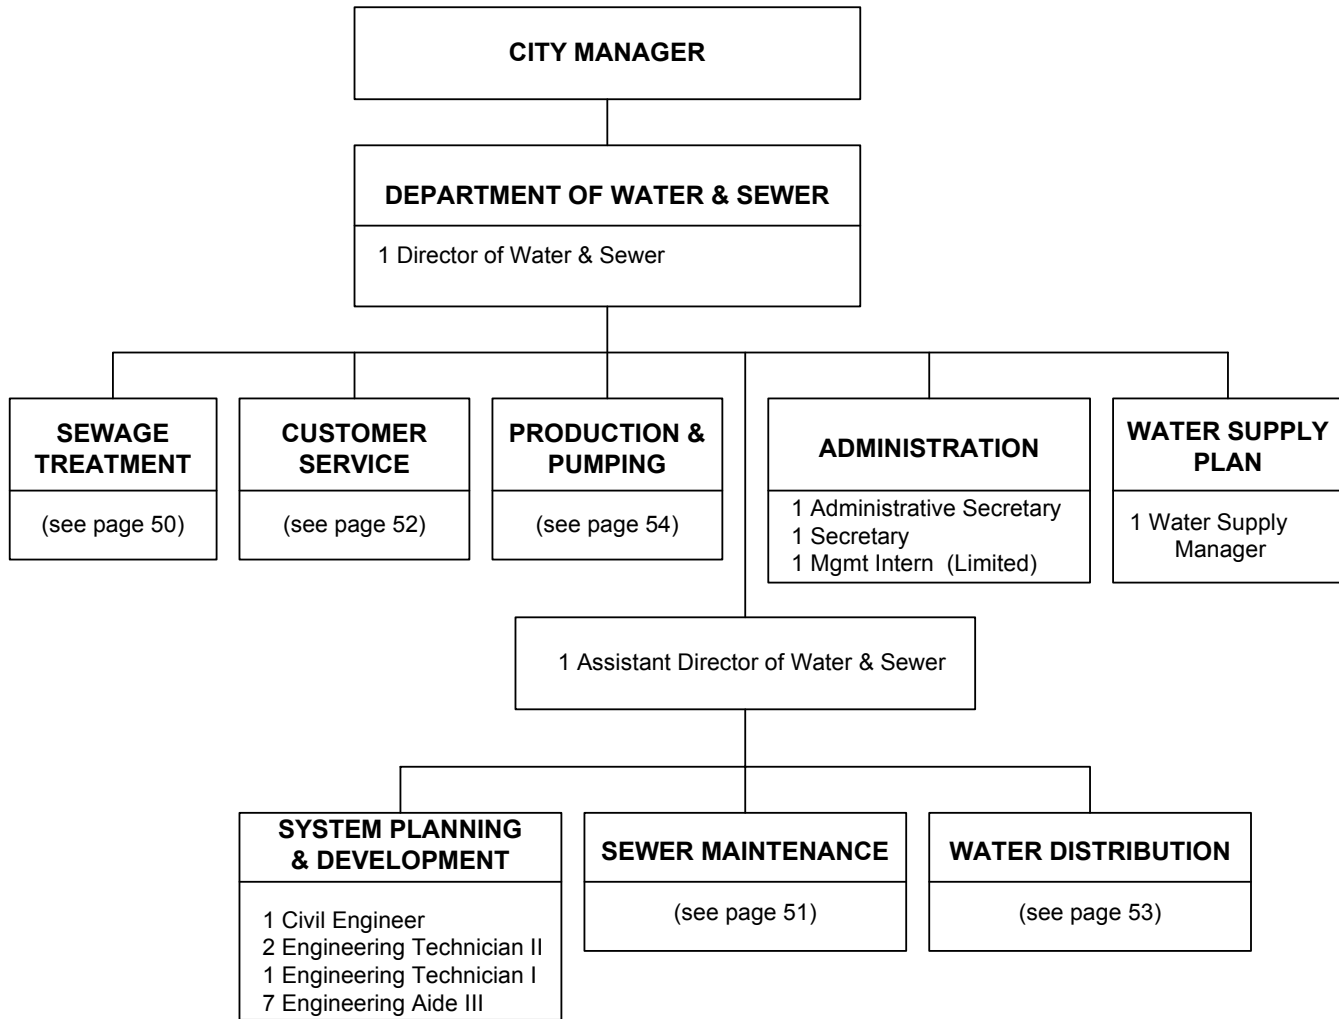 CITY MANAGER
DEPARTMENT OF WATER & SEWER
1 Director of Water & Sewer
SEWAGE
TREATMENT
(see page 50)
CUSTOMER
SERVICE
(see page 52)
PRODUCTION &
PUMPING
(see page 54)
ADMINISTRATION
1 Administrative Secretary
1 Secretary
1 Mgmt Intern (Limited)
WATER SUPPLY
PLAN
1 Water Supply
Manager
1 Assistant Director of Water & Sewer
SYSTEM PLANNING
& DEVELOPMENT
1 Civil Engineer
2 Engineering Technician II
1 Engineering Technician I
7 Engineering Aide III
SEWER MAINTENANCE
(see page 51)
WATER DISTRIBUTION
(see page 53)